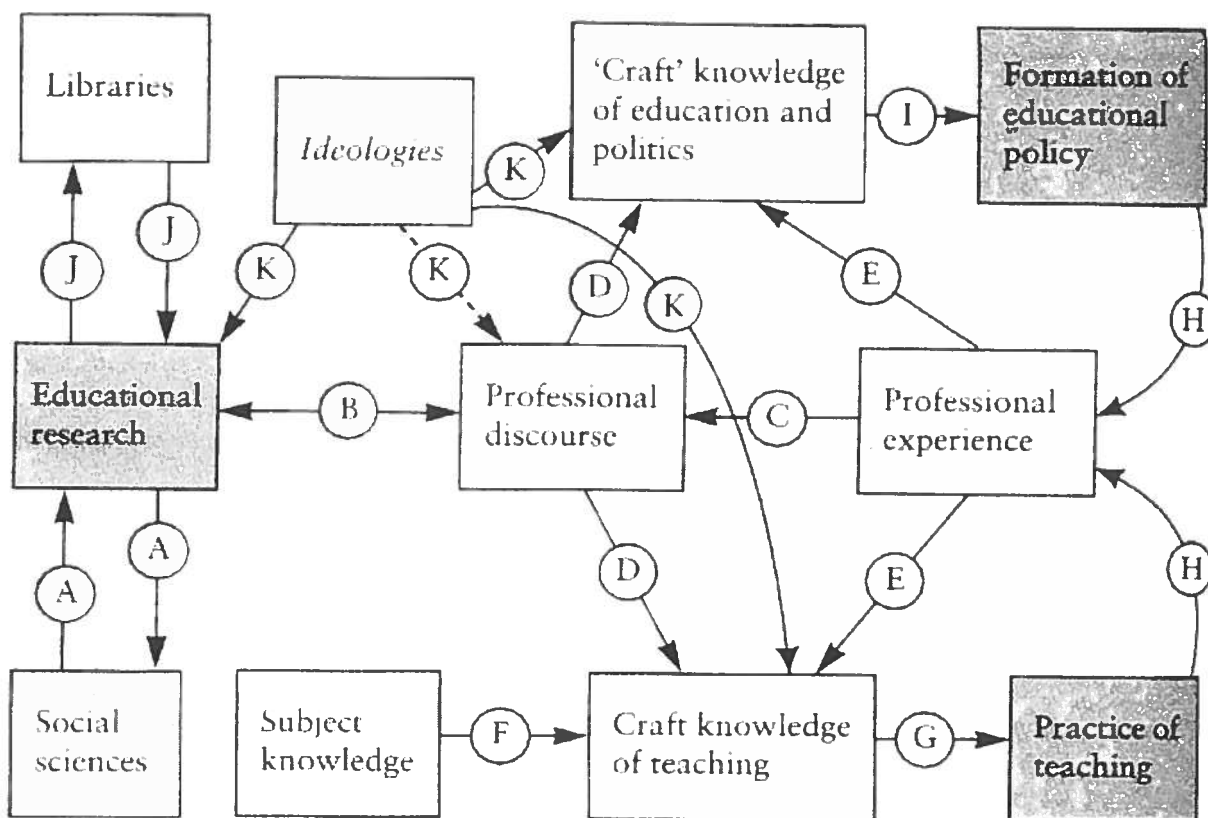 Libraries
Ideologies
'Craft' knowledge
of education and
politics
I
Formation of
educational
policy
K
J
J
K
K
D
K
E
H
Educational
research
B
Professional
discourse
C
Professional
experience
A
A
D
E
H
Social
sciences
Subject
knowledge
F
Craft knowledge
of teaching
G
Practice of
teaching